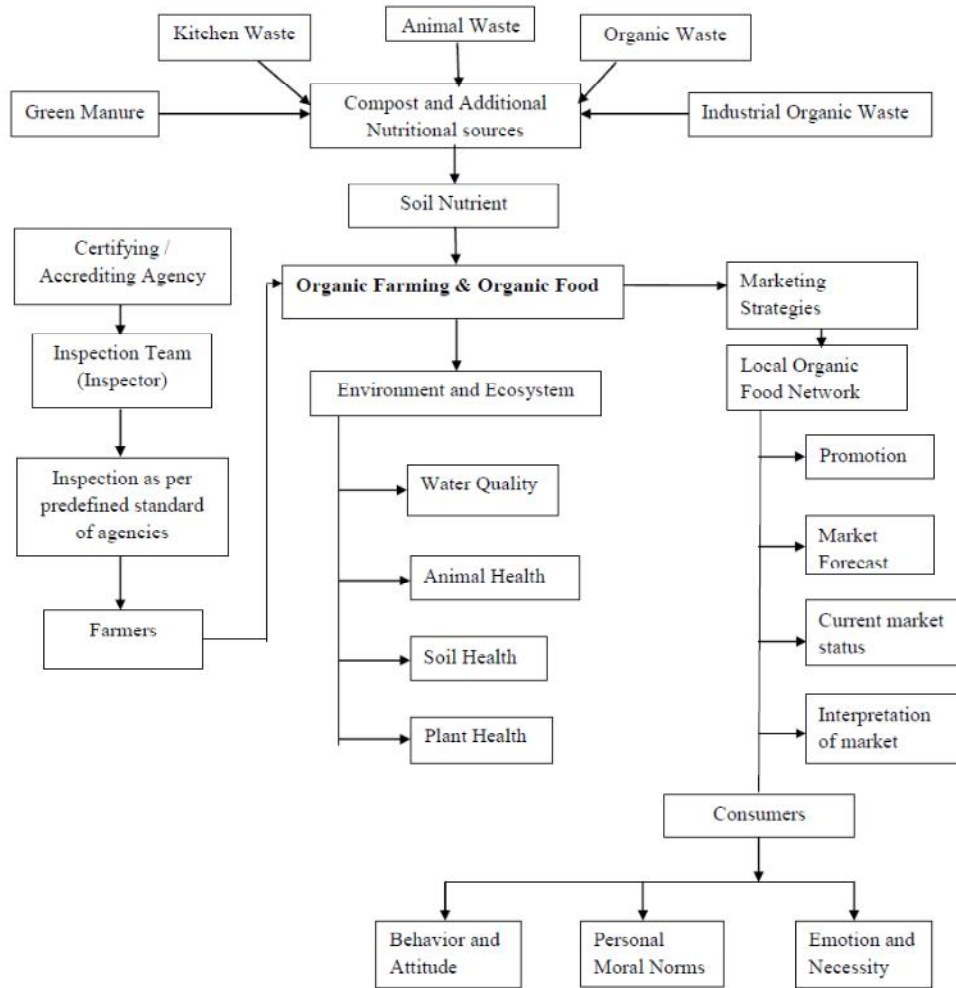 Kitchen Waste
Animal Waste
Organic Waste
Green Manure
Compost and Additional
Nutritional sources
Industrial Organic Waste
Soil Nutrient
Certifying /
Accrediting Agency
Organic Farming & Organic Food
Marketing
Strategies
Inspection Team
(Inspector)
Environment and Ecosystem
Local Organic
Food Network
Inspection as per
predefined standard
of agencies
Water Quality
Promotion
Animal Health
Market
Forecast
Farmers
Soil Health
Current market
status
Plant Health
Interpretation
of market
Consumers
Behavior and
Attitude
Personal
Moral Norms
Emotion and
Necessity